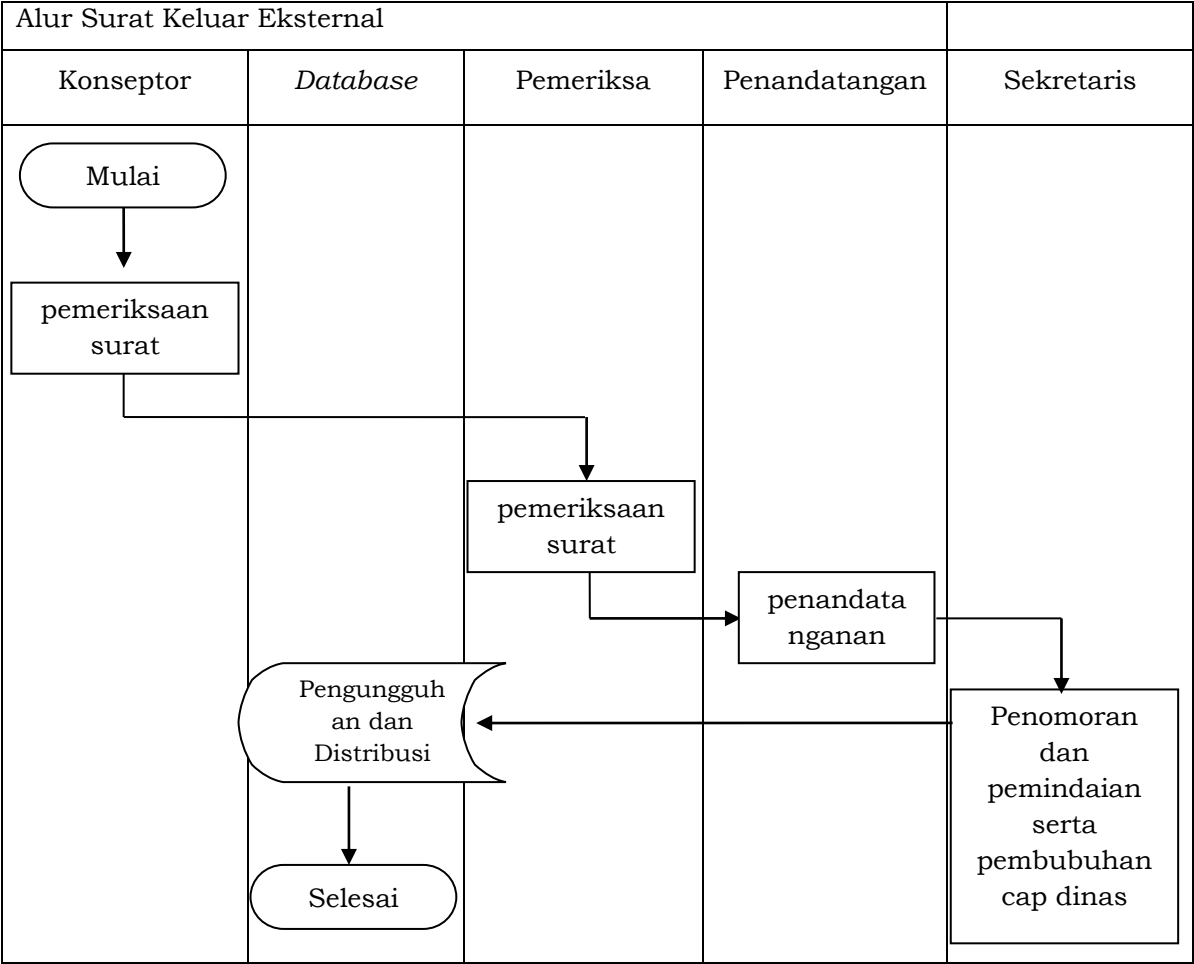 Alur Surat Keluar Eksternal
Konseptor
Database
Pemeriksa
Penandatangan
Sekretaris
Mulai
pemeriksaan
surat
pemeriksaan
surat
penandata
nganan
Pengungguh
an dan
Distribusi
Penomoran
dan
pemindaian
serta
pembubuhan
cap dinas
Selesai